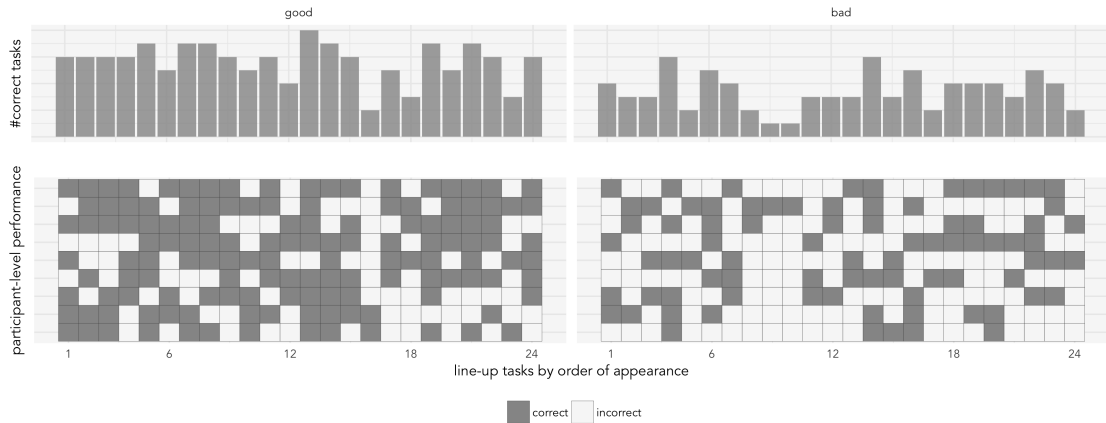 good bad
#correct tasks
participant-level performance
1 6 12 18 24 1 6 12 18 24
line-up tasks by order of appearance
correct incorrect